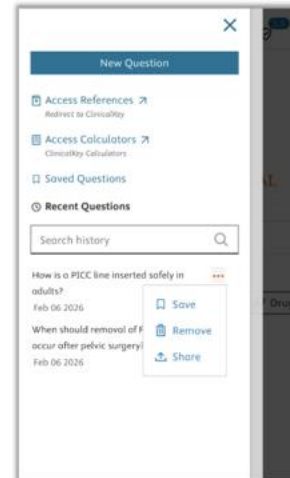 New Question
Access References
Redirect to ClinicalKey
Access Calculators
ClinicalKey Calculators
Saved Questions
Recent Questions
Search history
How is a PICC line inserted safely in
adults?
Feb 06 2026
Save
Remove
Share
When should removal of F
occur after pelvic surgery
Feb 06 2026
AL
Dru